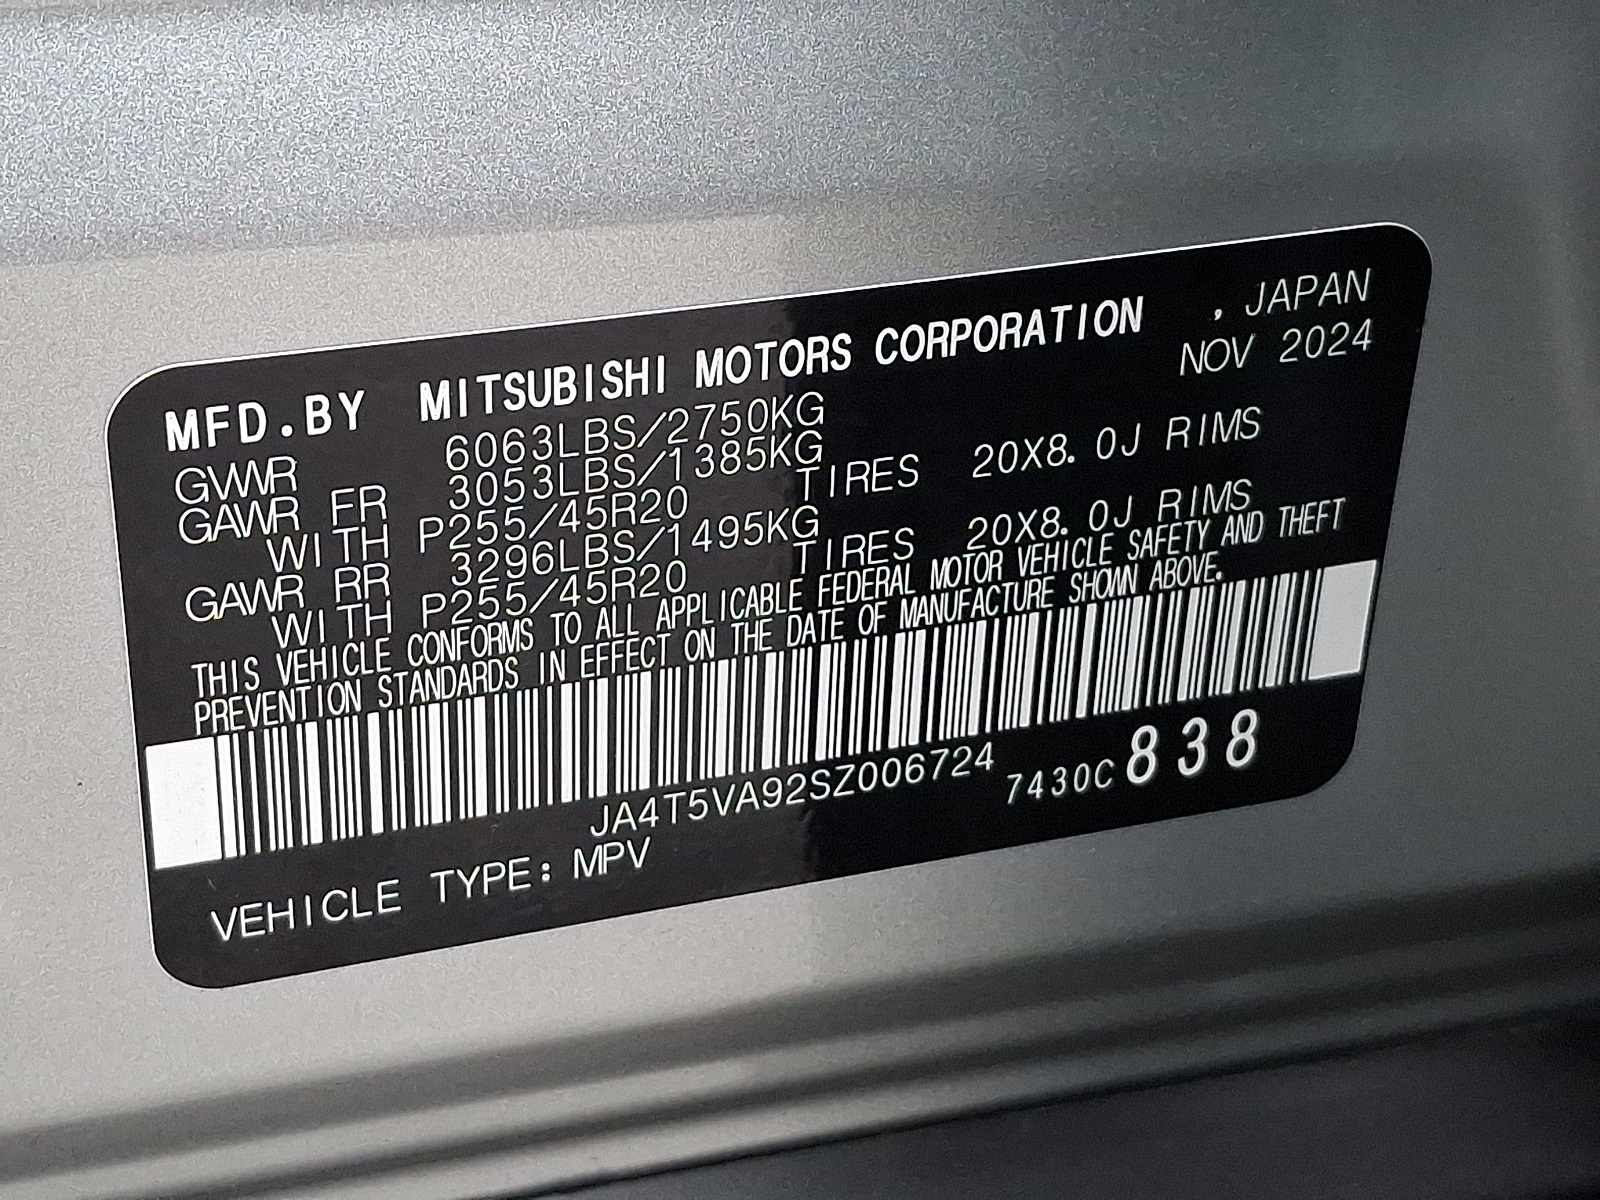 MFD.BY MITSUBISHI MOTORS CORPORATION , JAPAN
NOV 2024
GVWR 6063LBS/2750KG
GAWR FR 3053LBS/1385KG
WITH P255/45R20 TIRES 20X8.0J RIMS
GAWR RR 3296LBS/1495KG
WITH P255/45R20 TIRES 20X8.0J RIMS
THIS VEHICLE CONFORMS TO ALL APPLICABLE FEDERAL MOTOR VEHICLE SAFETY AND THEFT
PREVENTION STANDARDS IN EFFECT ON THE DATE OF MANUFACTURE SHOWN ABOVE.
JA4T5VA92SZ006724 7430C 838
VEHICLE TYPE: MPV